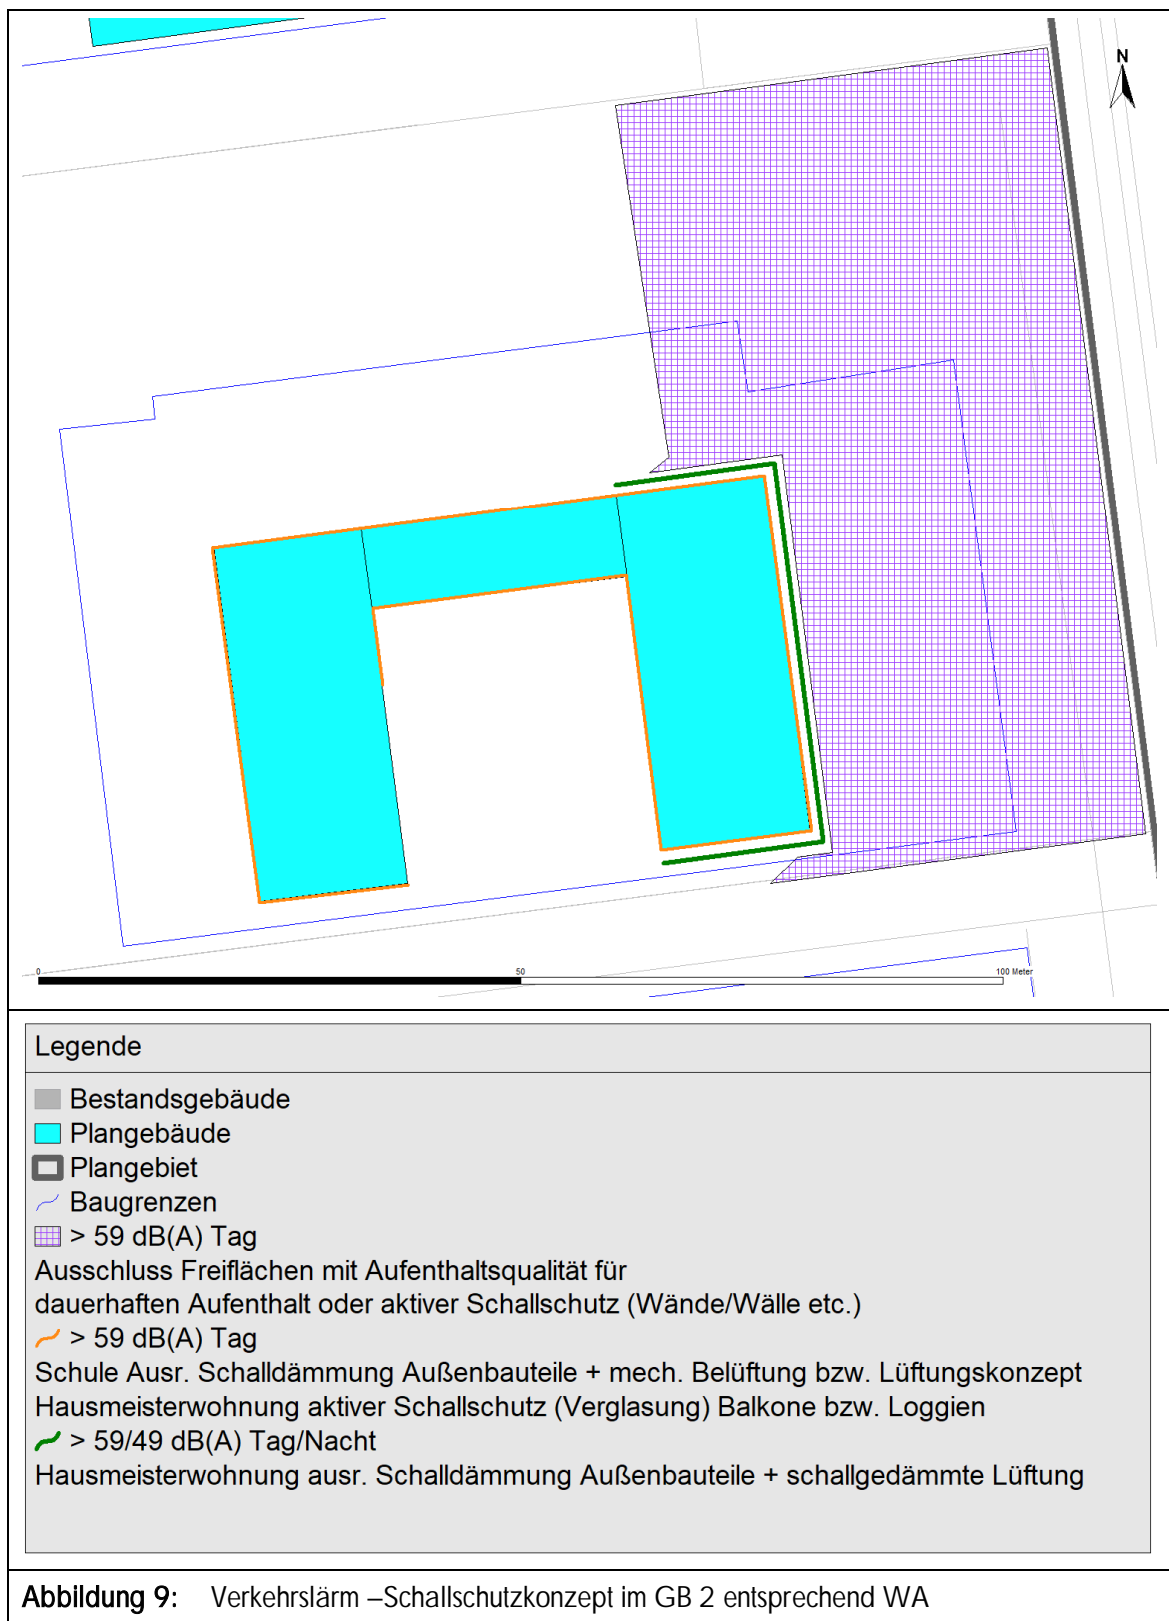 N
0
50
100 Meter
Legende
Bestandsgebäude
Plangebäude
Plangebiet
Baugrenzen
> 59 dB(A) Tag
Ausschluss Freiflächen mit Aufenthaltsqualität für
dauerhaften Aufenthalt oder aktiver Schallschutz (Wände/Wälle etc.)
> 59 dB(A) Tag
Schule Ausr. Schalldämmung Außenbauteile + mech. Belüftung bzw. Lüftungskonzept
Hausmeisterwohnung aktiver Schallschutz (Verglasung) Balkone bzw. Loggien
> 59/49 dB(A) Tag/Nacht
Hausmeisterwohnung ausr. Schalldämmung Außenbauteile + schallgedämmte Lüftung
Abbildung 9: Verkehrslärm –Schallschutzkonzept im GB 2 entsprechend WA